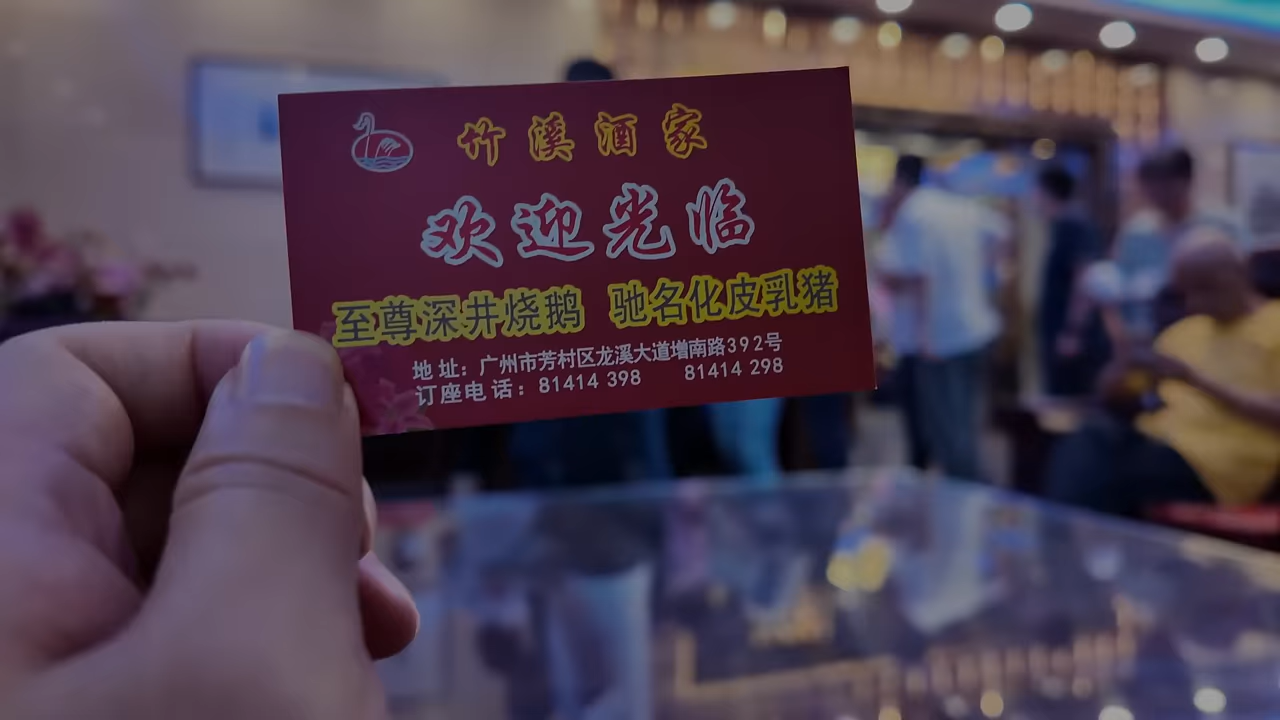 竹溪酒家
欢迎光临
至尊深井烧鹅 驰名化皮乳猪
地址：广州市芳村区龙溪大道增南路392号
订座电话：81414 398 81414 298